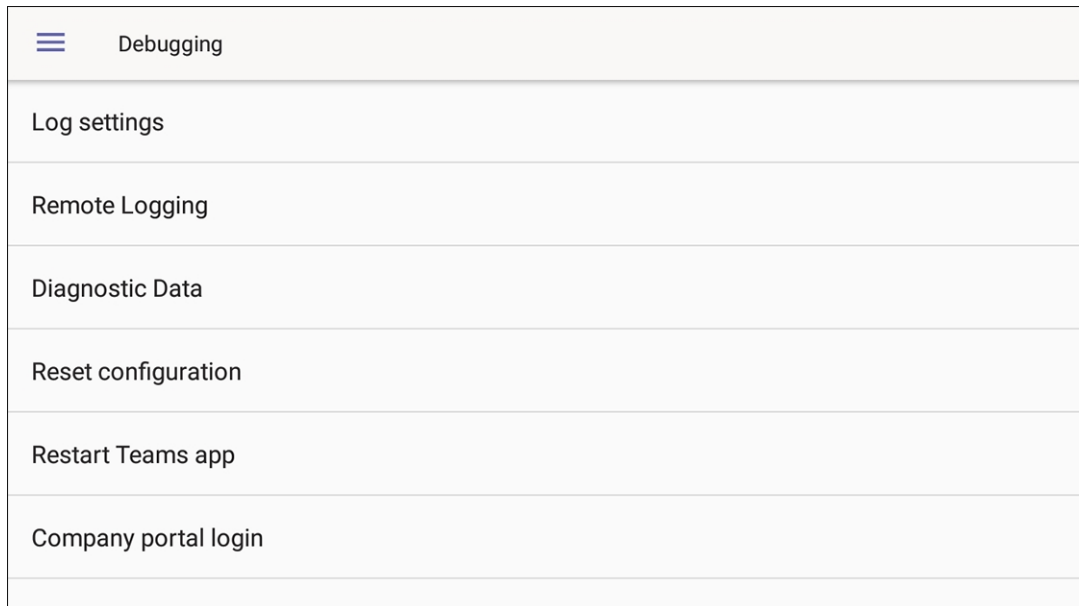 Debugging
Log settings
Remote Logging
Diagnostic Data
Reset configuration
Restart Teams app
Company portal login